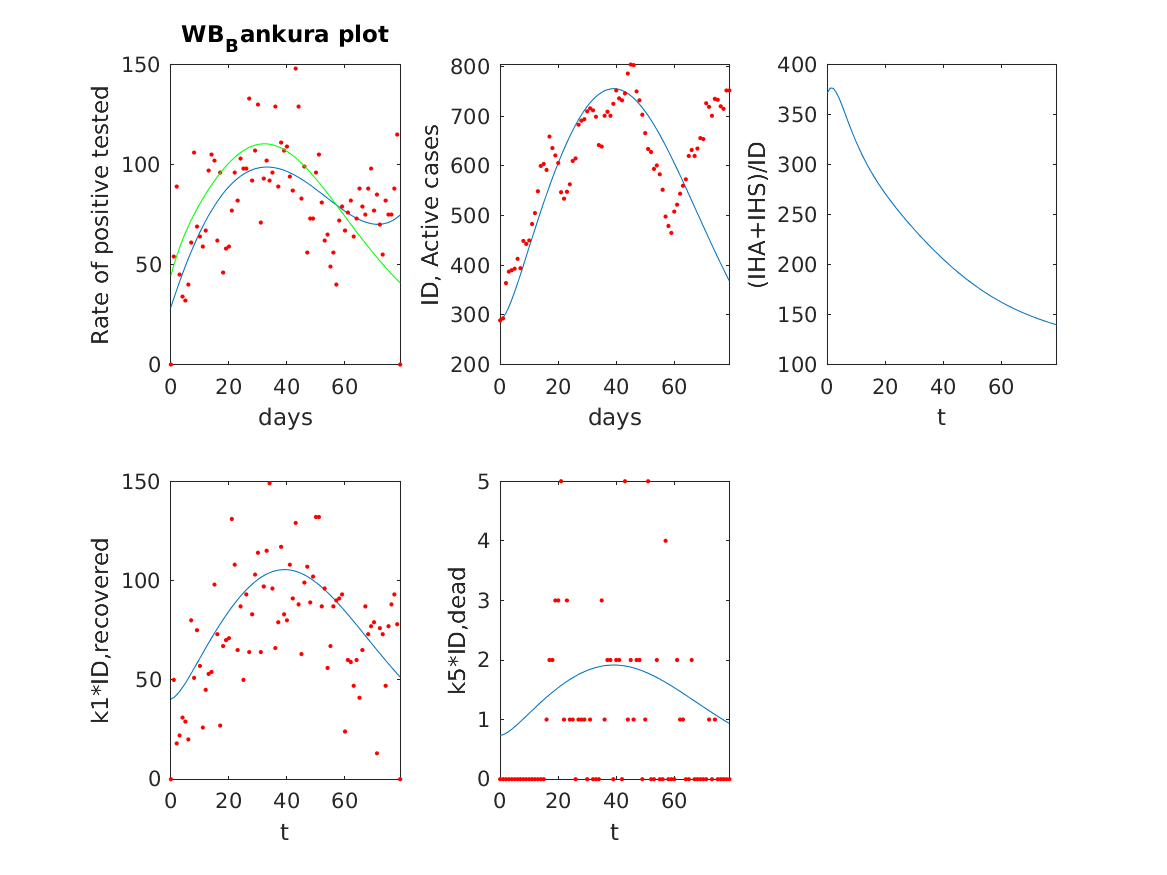 WB_Bankura plot
150
100
50
0
Rate of positive tested
0 20 40 60
days
800
700
600
500
400
300
200
ID, Active cases
0 20 40 60
days
400
350
300
250
200
150
100
(IHA+IHS)/ID
0 20 40 60
t
150
100
50
0
k1*ID,recovered
0 20 40 60
t
5
4
3
2
1
0
k5*ID,dead
0 20 40 60
t